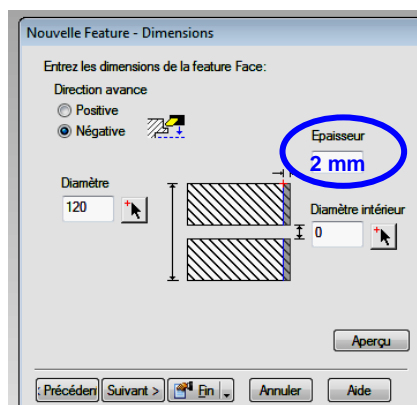 Nouvelle Feature - Dimensions
Entrez les dimensions de la feature Face:
Direction avance
Positive
Négative
Epaisseur
2 mm
Diamètre
120
Diamètre intérieur
0
Aperçu
< Précédent Suivant > Fin Annuler Aide